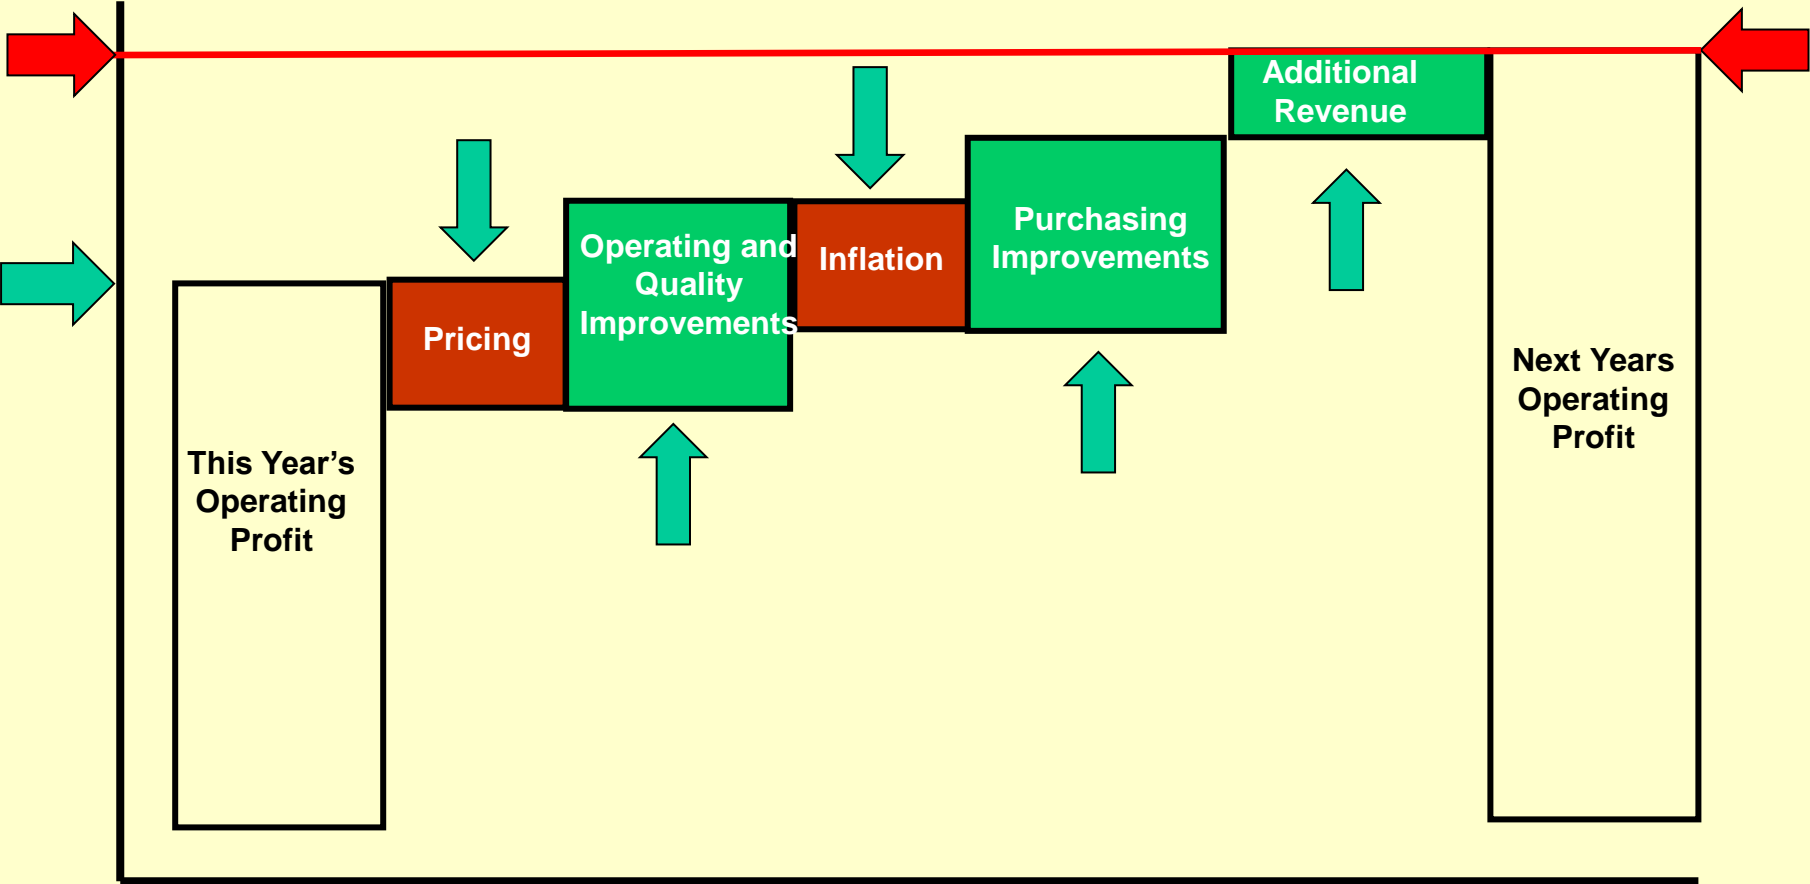 Additional
Revenue
Purchasing
Improvements
Operating and
Quality
Improvements
Inflation
Pricing
Next Years
Operating
Profit
This Year’s
Operating
Profit